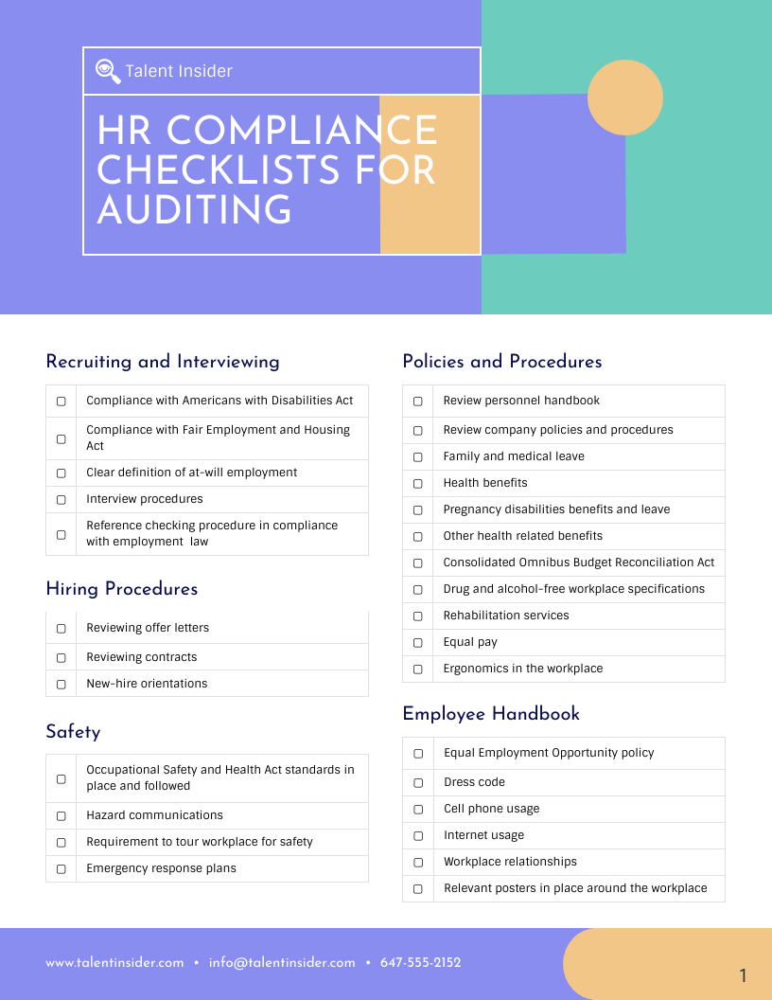 Talent Insider
HR COMPLIANCE
CHECKLISTS FOR
AUDITING
Recruiting and Interviewing
Compliance with Americans with Disabilities Act
Compliance with Fair Employment and Housing
Act
Clear definition of at-will employment
Interview procedures
Reference checking procedure in compliance
with employment  law
Hiring Procedures
Reviewing offer letters
Reviewing contracts
New-hire orientations
Safety
Occupational Safety and Health Act standards in
place and followed
Hazard communications
Requirement to tour workplace for safety
Emergency response plans
Policies and Procedures
Review personnel handbook
Review company policies and procedures
Family and medical leave
Health benefits
Pregnancy disabilities benefits and leave
Other health related benefits
Consolidated Omnibus Budget Reconciliation Act
Drug and alcohol-free workplace specifications
Rehabilitation services
Equal pay
Ergonomics in the workplace
Employee Handbook
Equal Employment Opportunity policy
Dress code
Cell phone usage
Internet usage
Workplace relationships
Relevant posters in place around the workplace
www.talentinsider.com • info@talentinsider.com • 647-555-2152
1